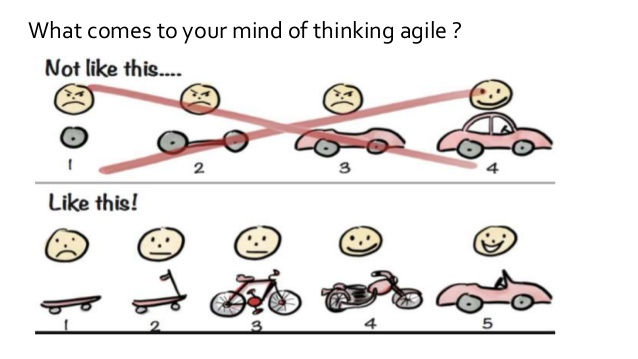 What comes to your mind of thinking agile ?
Not like this....
1 2 3 4
Like this!
1 2 3 4 5